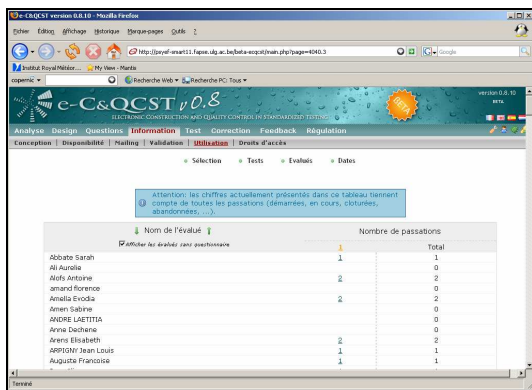 e-C&QCST version 0.8.10 - Mozilla Firefox
Fichier Édition Affichage Historique Marque-pages Outils ?
http://psyef-smart11.fapse.ulg.ac.be/beta-ecqcst/main.php?page=4040.3
Google
Institut Royal Météor... My View - Mantis
copernic Recherche Web Recherche PC: Tous
version 0.8.10
BETA
e-C&QCST v0.8
BETA
ELECTRONIC CONSTRUCTION AND QUALITY CONTROL IN STANDARDIZED TESTING
Analyse Design Questions Information Test Correction Feedback Régulation
Conception | Disponibilité | Mailing | Validation | Utilisation | Droits d'accès
Sélection Tests Evalués Dates
Attention: les chiffres actuellement présentés dans ce tableau tiennent
compte de toutes les passations (démarrées, en cours, cloturées,
abandonnées, ...).
Nom de l'évalué Nombre de passations
Afficher les évalués sans questionnaire
1 Total
Abbate Sarah 1 1
Ali Aurelie 0
Alofs Antoine 2 2
amand florence 0
Amella Evodia 2 2
Amen Sabine 0
ANDRE LAETITIA 0
Anne Dechene 0
Arens Elisabeth 2 2
ARPIGNY Jean Louis 1 1
Auguste Francoise 1 1
Terminé